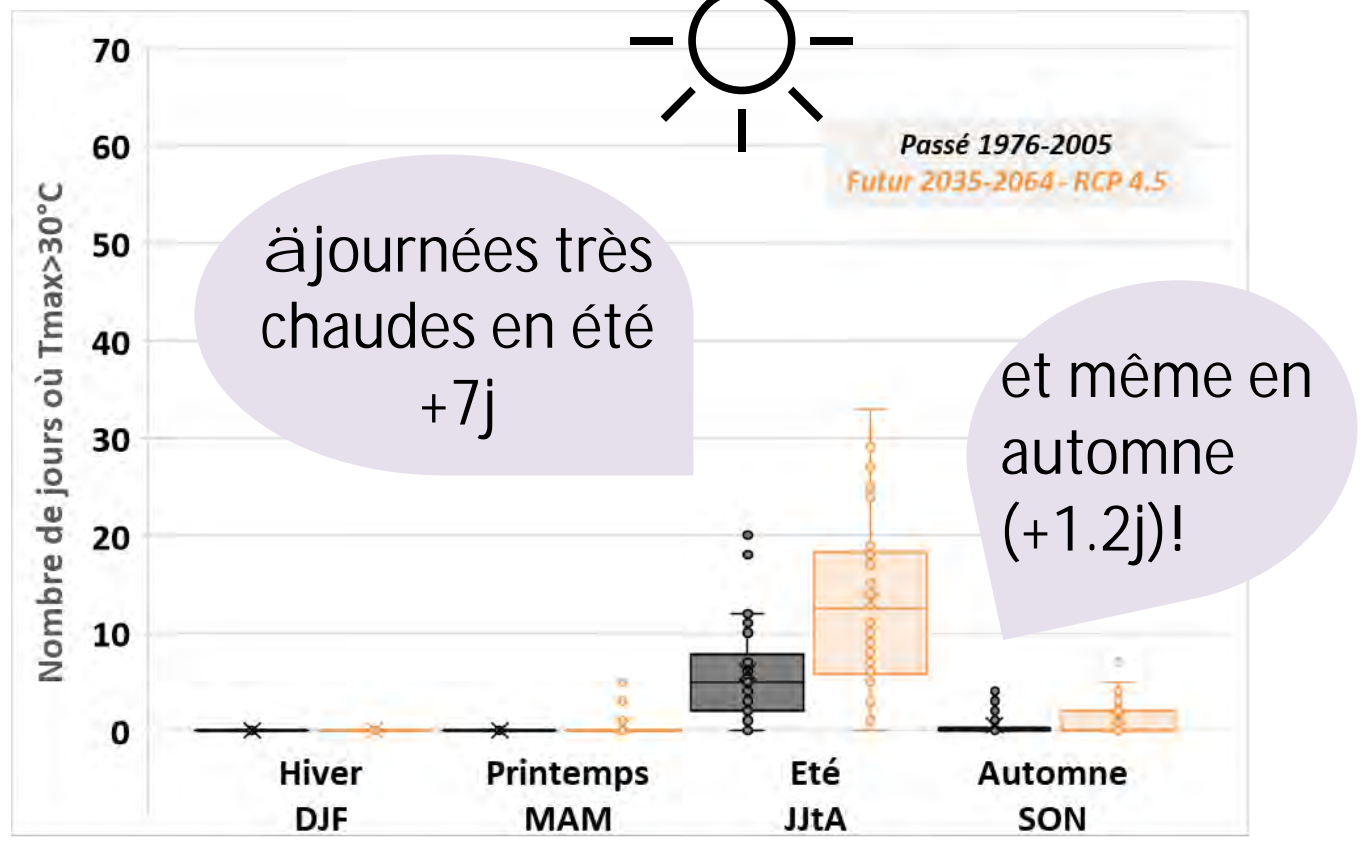 70
60
50
40
30
20
10
0
Nombre de jours où Tmax>30°C
Passé 1976-2005
Futur 2035-2064 - RCP 4.5
äjournées très
chaudes en été
+7j
et même en
automne
(+1.2j)!
Hiver
DJF
Printemps
MAM
Eté
JJtA
Automne
SON